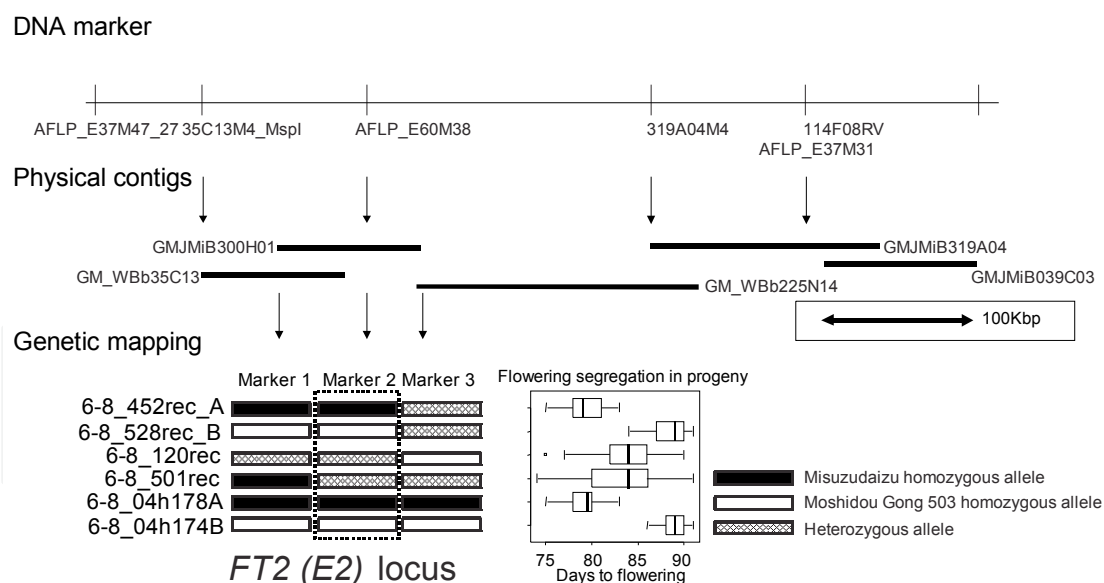 DNA marker
AFLP_E37M47_27 35C13M4_MspI AFLP_E60M38 319A04M4 114F08RV
AFLP_E37M31
Physical contigs
GMJMiB300H01 GMJMiB319A04
GM_WBb35C13 GMJMiB039C03
GM_WBb225N14
100Kbp
Genetic mapping
Marker 1 Marker 2 Marker 3 Flowering segregation in progeny
6-8_452rec_A
6-8_528rec_B
6-8_120rec
6-8_501rec Misuzudaizu homozygous allele
6-8_04h178A Moshidou Gong 503 homozygous allele
6-8_04h174B Heterozygous allele
75 80 85 90
FT2 (E2) locus Days to flowering